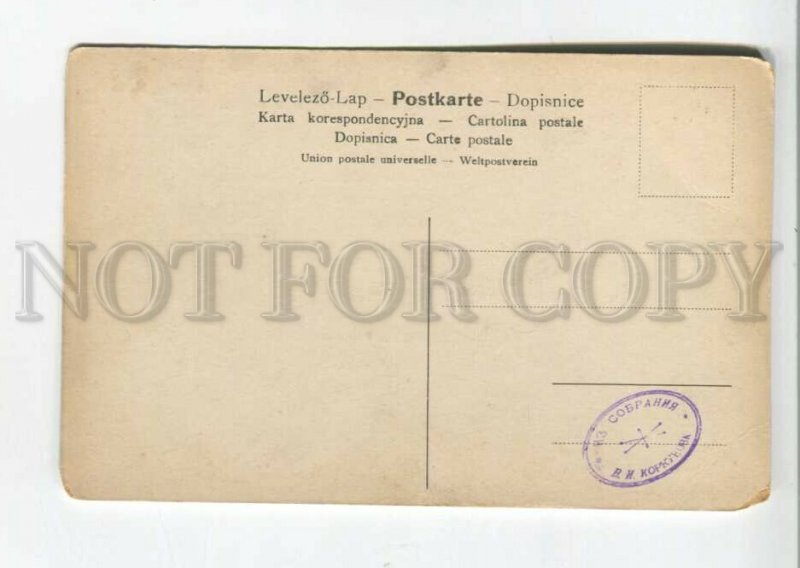 Levelező-Lap – Postkarte – Dopisnice
Karta korespondencyjna — Cartolina postale
Dopisnica — Carte postale
Union postale universelle — Weltpostverein
NOT FOR COPY
ИЗ СОБРАНИЯ